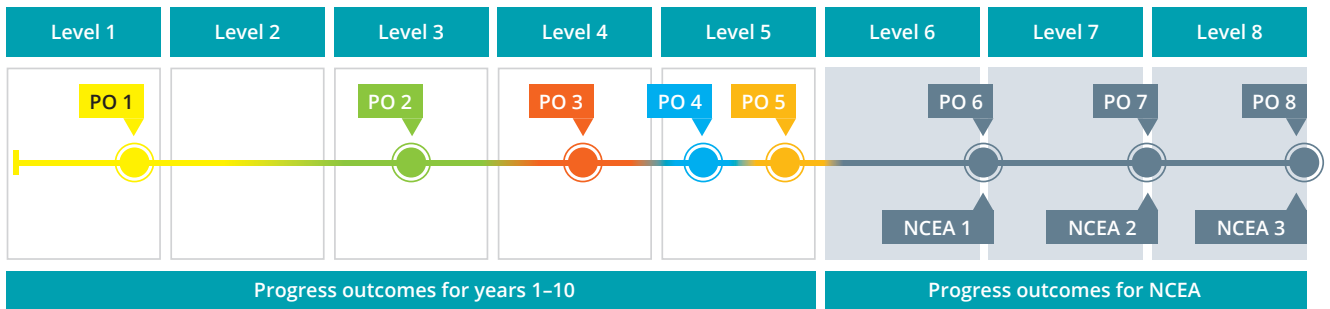 Level 1
Level 2
Level 3
Level 4
Level 5
Level 6
Level 7
Level 8
PO 1
PO 2
PO 3
PO 4
PO 5
PO 6
PO 7
PO 8
NCEA 1
NCEA 2
NCEA 3
Progress outcomes for years 1–10
Progress outcomes for NCEA